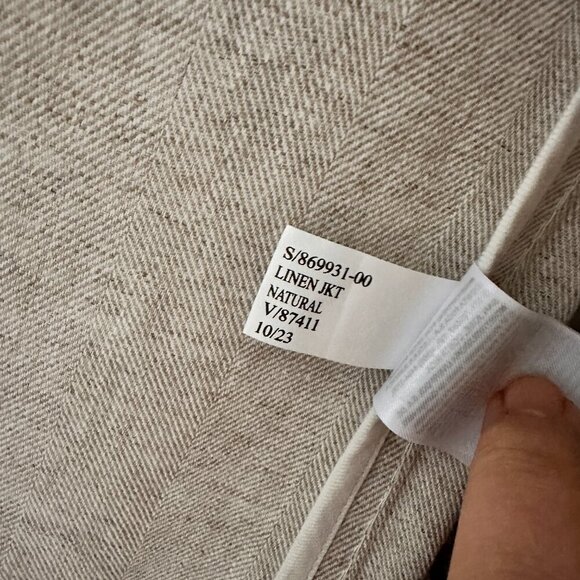 S/869931-00
LINEN JKT
NATURAL
V/87411
10/23